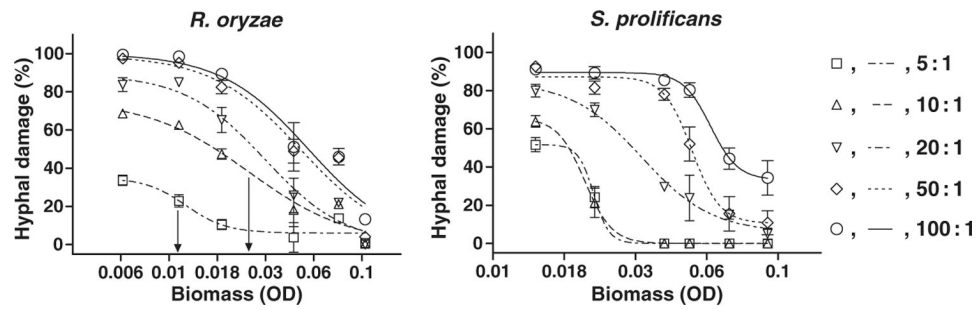 R. oryzae
S. prolificans
Hyphal damage (%)
100
80
60
40
20
0
0.006
0.01
0.018
0.03
0.06
0.1
Biomass (OD)
Hyphal damage (%)
100
80
60
40
20
0
0.01
0.018
0.03
0.06
0.1
Biomass (OD)
, , 5:1
, , 10:1
, , 20:1
, , 50:1
, , 100:1